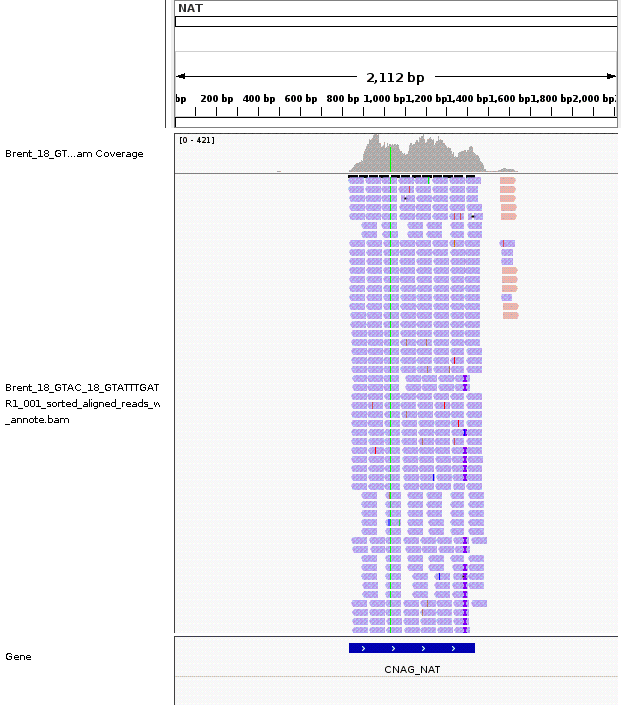 NAT
2,112 bp
bp 200 bp 400 bp 600 bp 800 bp 1,000 bp 1,200 bp 1,400 bp 1,600 bp 1,800 bp 2,000 bp
[0 - 421]
Brent_18_GT...am Coverage
Brent_18_GTAC_18_GTATTTGAT
R1_001_sorted_aligned_reads_w
_annote.bam
Gene
CNAG_NAT